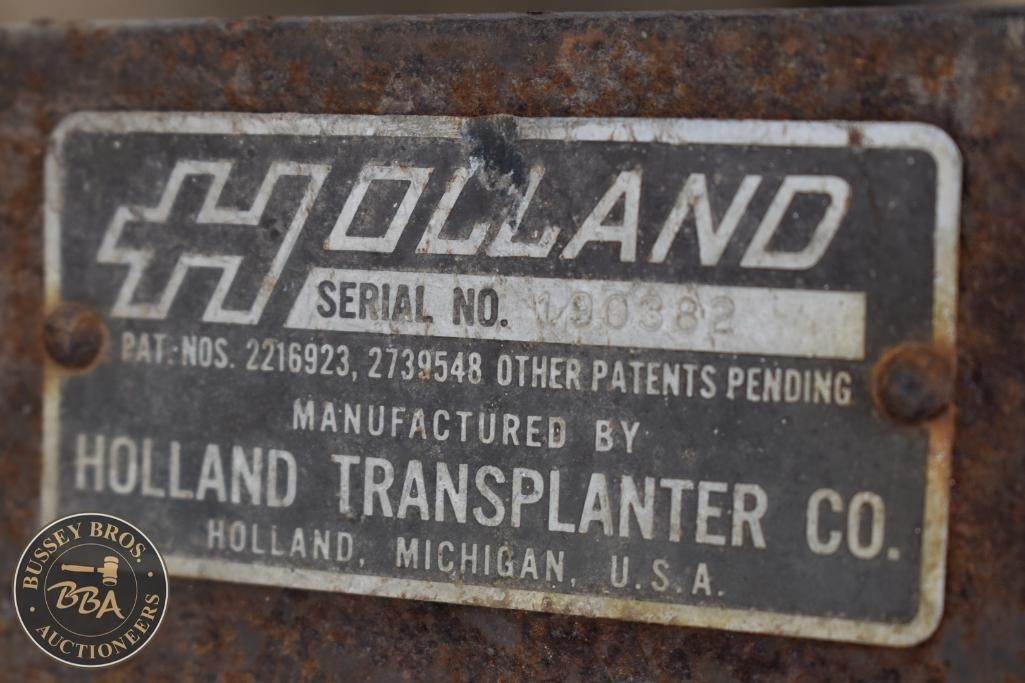 HOLLAND
SERIAL NO. 190382
PAT. NOS. 2216923, 2739548 OTHER PATENTS PENDING
MANUFACTURED BY
HOLLAND TRANSPLANTER CO.
HOLLAND, MICHIGAN, U.S.A.
BUSSEY BROS.
BBA
AUCTIONEERS